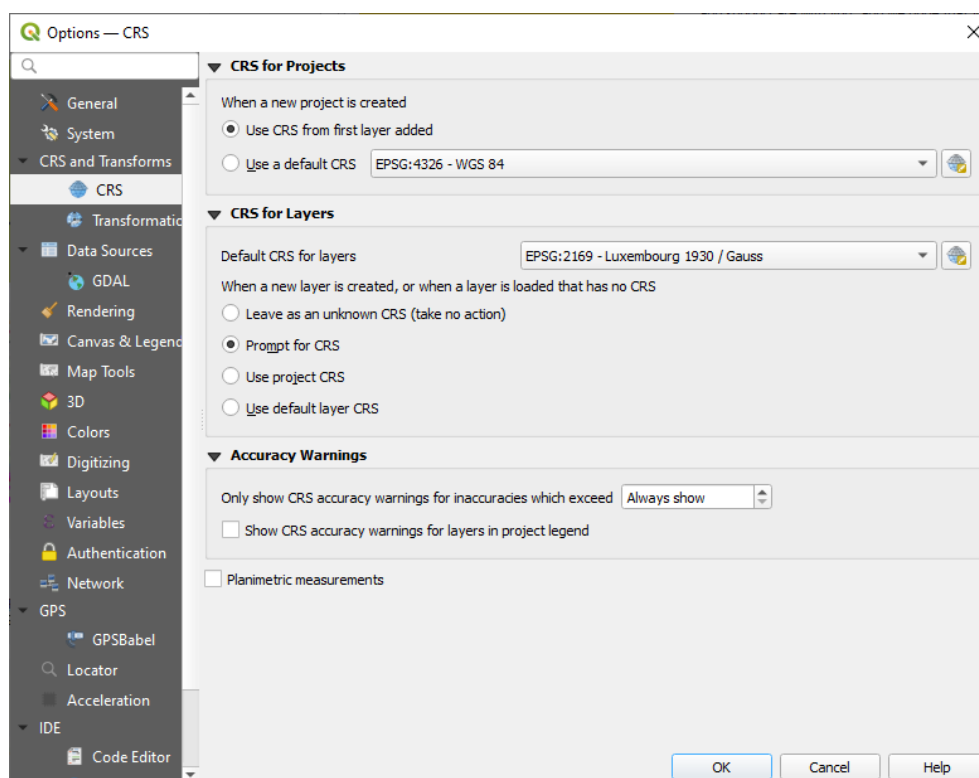 Options — CRS
General
System
CRS and Transforms
CRS
Transformatic
Data Sources
GDAL
Rendering
Canvas & Legend
Map Tools
3D
Colors
Digitizing
Layouts
Variables
Authentication
Network
GPS
GPSBabel
Locator
Acceleration
IDE
Code Editor
CRS for Projects
When a new project is created
Use CRS from first layer added
Use a default CRS EPSG:4326 - WGS 84
CRS for Layers
Default CRS for layers EPSG:2169 - Luxembourg 1930 / Gauss
When a new layer is created, or when a layer is loaded that has no CRS
Leave as an unknown CRS (take no action)
Prompt for CRS
Use project CRS
Use default layer CRS
Accuracy Warnings
Only show CRS accuracy warnings for inaccuracies which exceed Always show
Show CRS accuracy warnings for layers in project legend
Planimetric measurements
OK Cancel Help